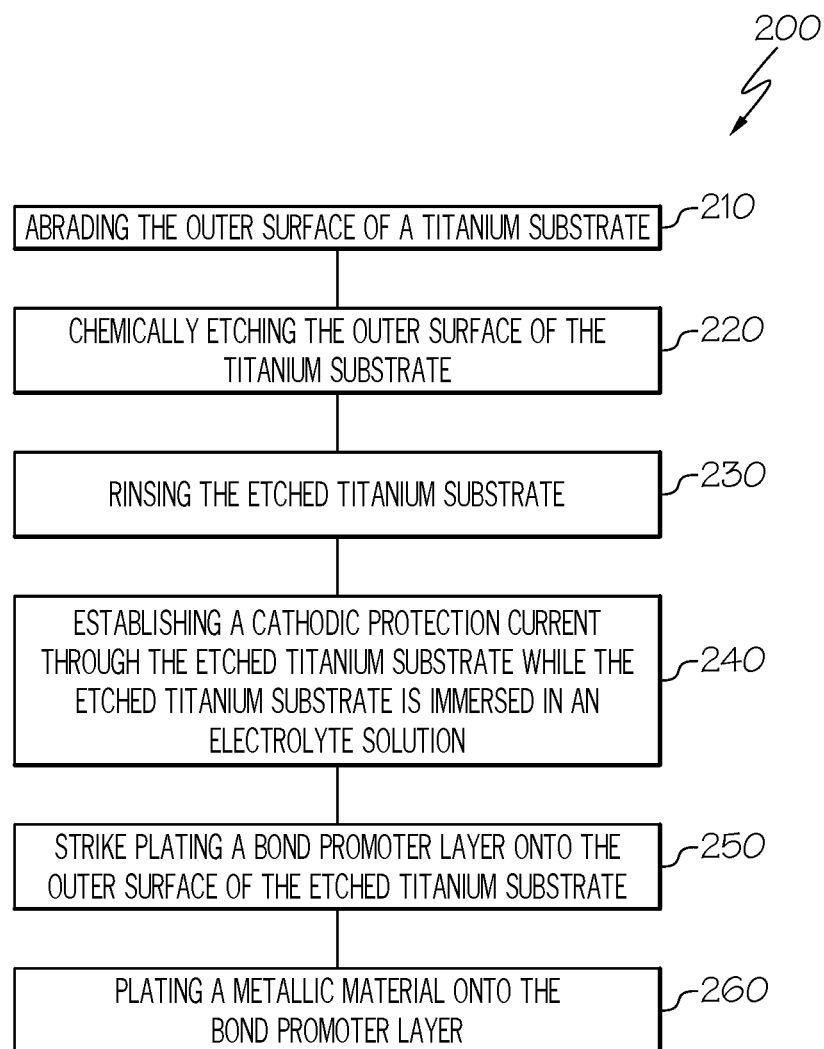 200
ABRADING THE OUTER SURFACE OF A TITANIUM SUBSTRATE
210
CHEMICALLY ETCHING THE OUTER SURFACE OF THE
TITANIUM SUBSTRATE
220
RINSING THE ETCHED TITANIUM SUBSTRATE
230
ESTABLISHING A CATHODIC PROTECTION CURRENT
THROUGH THE ETCHED TITANIUM SUBSTRATE WHILE THE
ETCHED TITANIUM SUBSTRATE IS IMMERSED IN AN
ELECTROLYTE SOLUTION
240
STRIKE PLATING A BOND PROMOTER LAYER ONTO THE
OUTER SURFACE OF THE ETCHED TITANIUM SUBSTRATE
250
PLATING A METALLIC MATERIAL ONTO THE
BOND PROMOTER LAYER
260